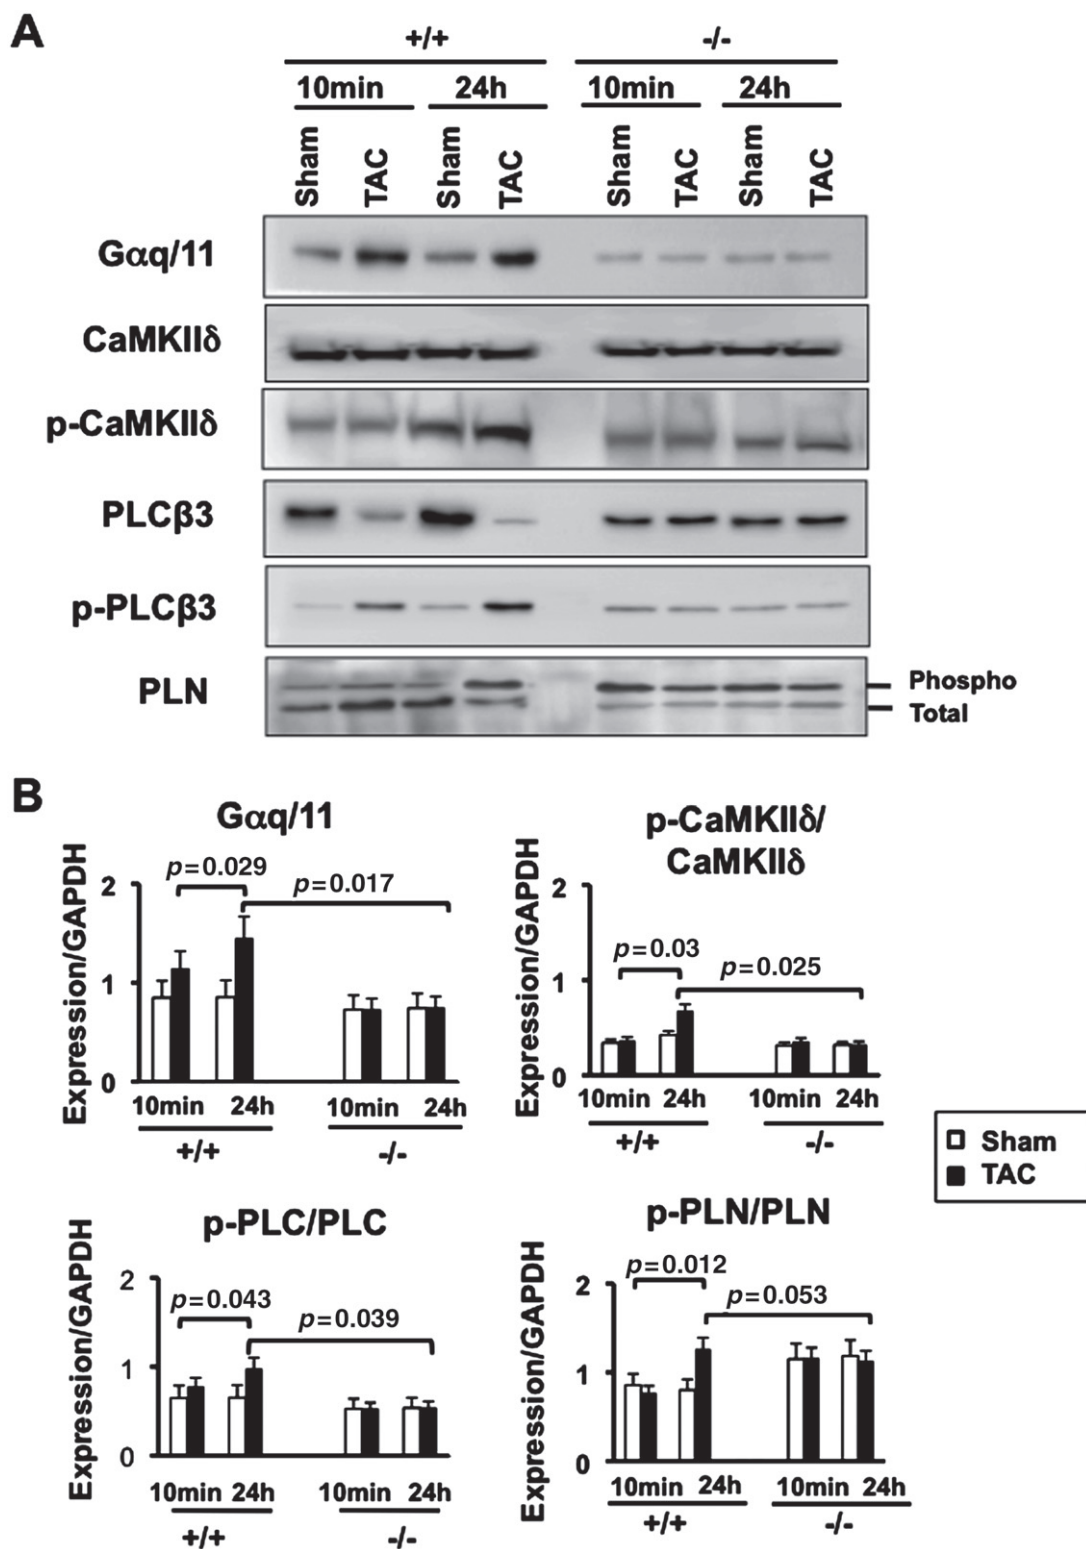 A
+/+ -/-
10min 24h 10min 24h
Sham TAC Sham TAC Sham TAC Sham TAC
Gαq/11
CaMKIIδ
p-CaMKIIδ
PLCβ3
p-PLCβ3
PLN
Phospho
Total
B
Gαq/11
Expression/GAPDH
2
1
0
p=0.029
p=0.017
10min 24h 10min 24h
+/+ -/-
p-CaMKIIδ/
CaMKIIδ
Expression/GAPDH
2
1
0
p=0.03
p=0.025
10min 24h 10min 24h
+/+ -/-
Sham
TAC
p-PLC/PLC
Expression/GAPDH
2
1
0
p=0.043
p=0.039
10min 24h 10min 24h
+/+ -/-
p-PLN/PLN
Expression/GAPDH
2
1
0
p=0.012
p=0.053
10min 24h 10min 24h
+/+ -/-